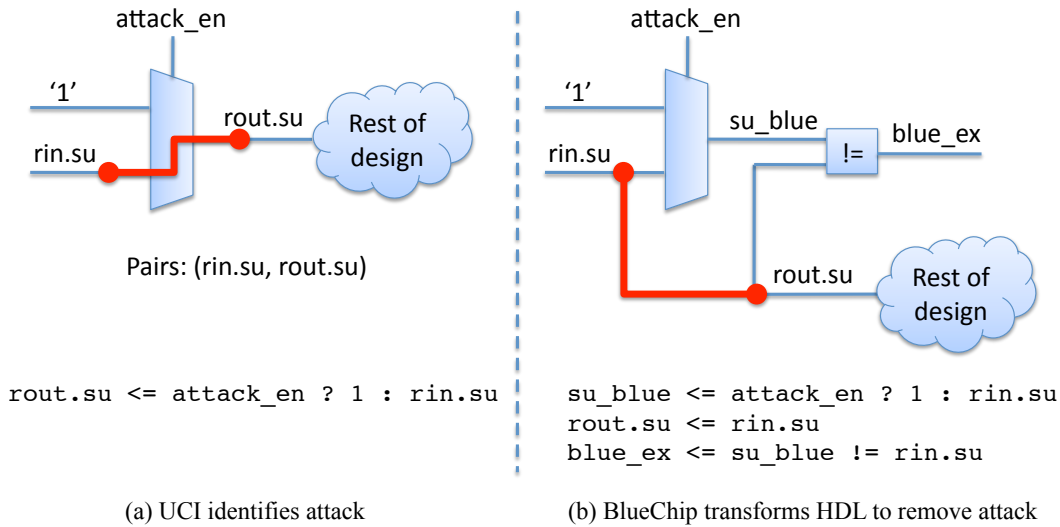 attack_en
‘1’
rout.su
rin.su
Rest of
design
Pairs: (rin.su, rout.su)
rout.su <= attack_en ? 1 : rin.su
(a) UCI identifies attack
attack_en
‘1’
su_blue
blue_ex
!=
rin.su
rout.su
Rest of
design
su_blue <= attack_en ? 1 : rin.su
rout.su <= rin.su
blue_ex <= su_blue != rin.su
(b) BlueChip transforms HDL to remove attack